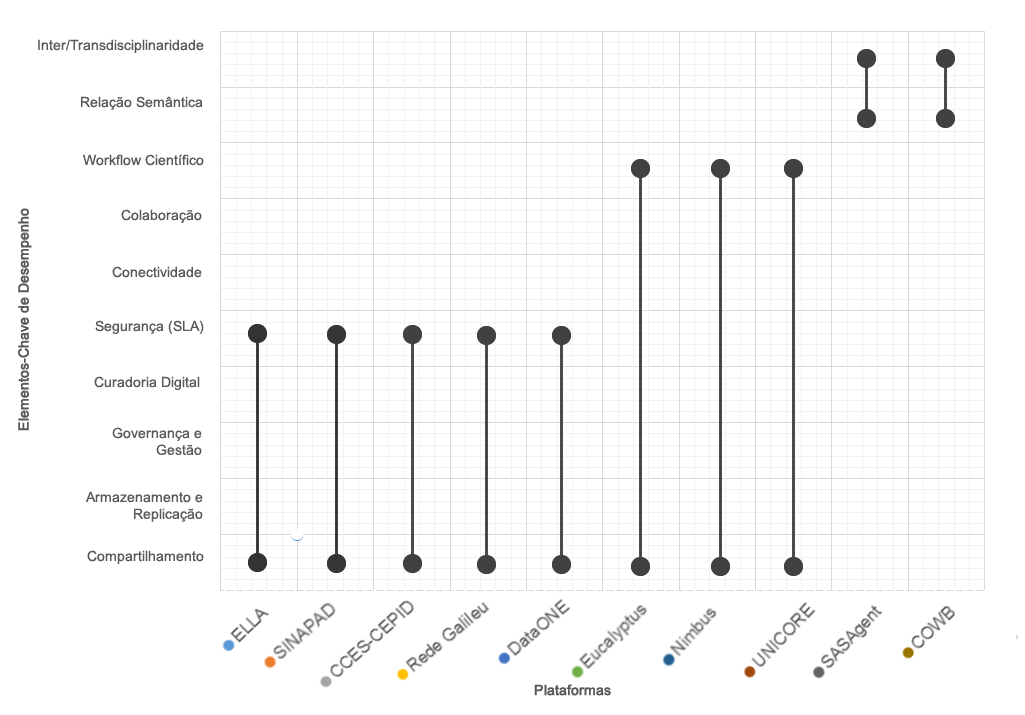 Inter/Transdisciplinaridade
Relação Semântica
Workflow Científico
Colaboração
Conectividade
Segurança (SLA)
Curadoria Digital
Governança e
Gestão
Armazenamento e
Replicação
Compartilhamento
Elementos-Chave de Desempenho
ELLA
SINAPAD
CCES-CEPID
Rede Galileu
DataONE
Eucalyptus
Nimbus
UNICORE
SASAgent
COWB
Plataformas